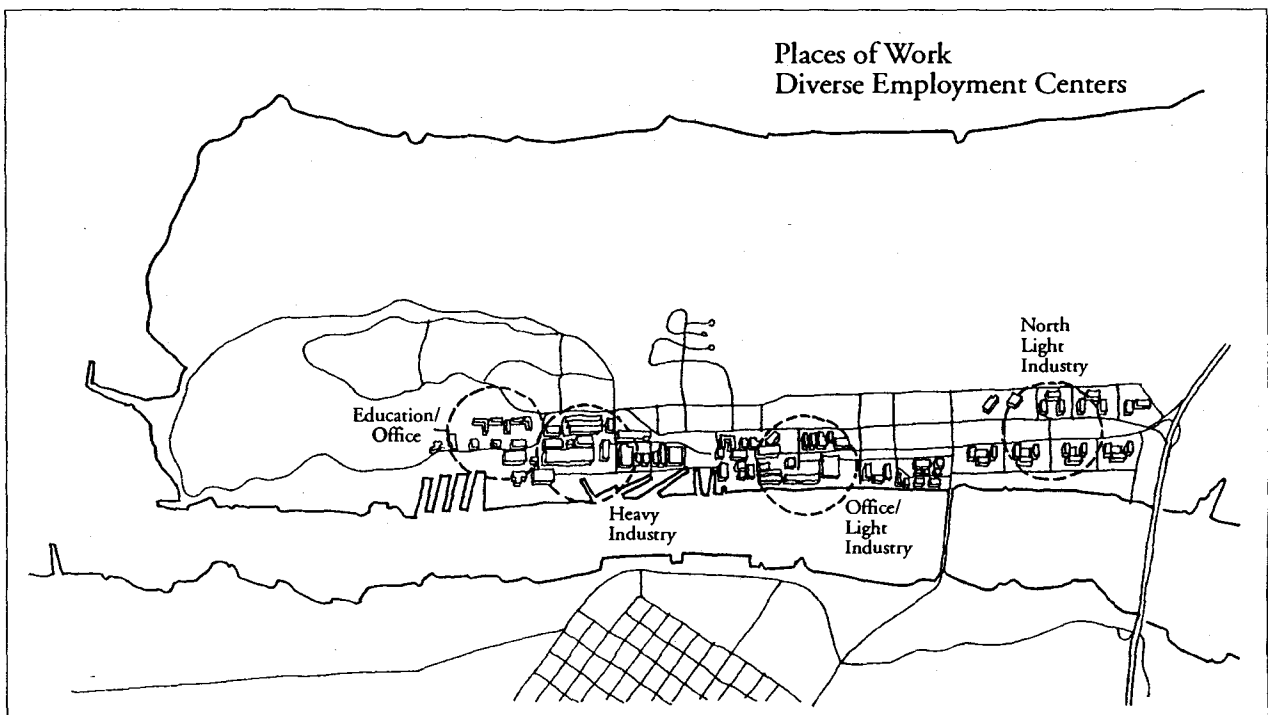 Places of Work
Diverse Employment Centers
North
Light
Industry
Education/
Office
Heavy
Industry
Office/
Light
Industry